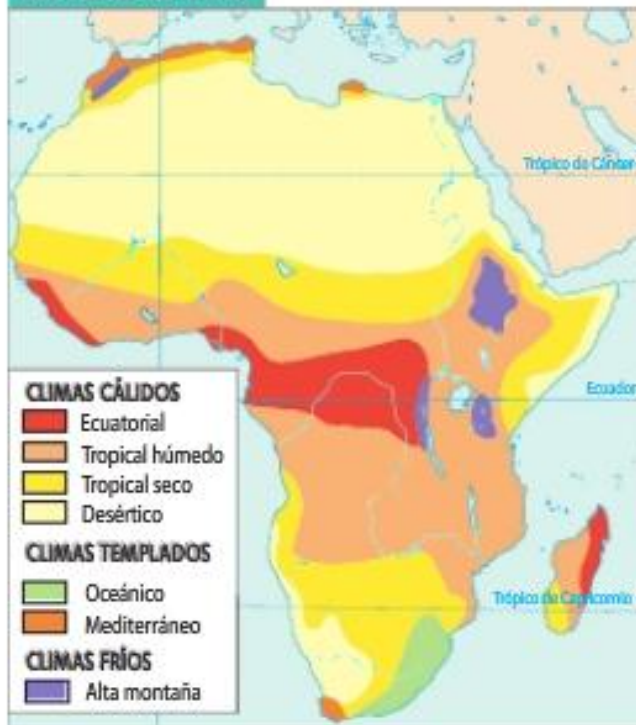 Trópico de Cáncer
Ecuador
CLIMAS CÁLIDOS
Ecuatorial
Tropical húmedo
Tropical seco
Desértico
CLIMAS TEMPLADOS
Oceánico
Mediterráneo
CLIMAS FRÍOS
Alta montaña
Trópico de Capricornio